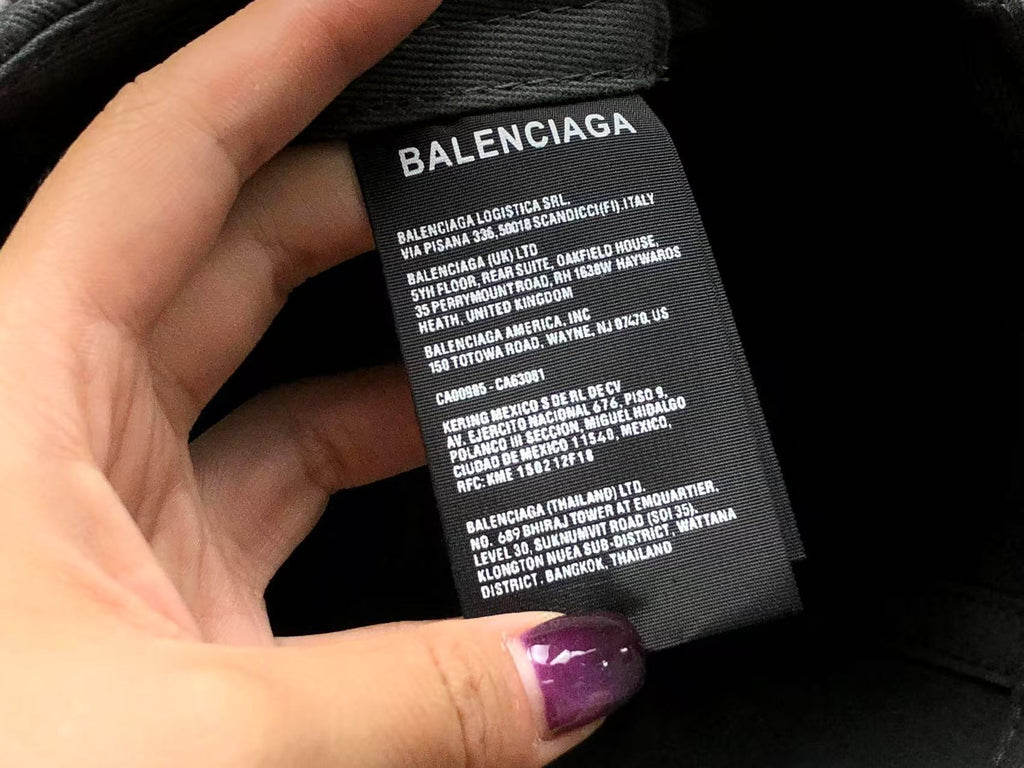 BALENCIAGA
BALENCIAGA LOGISTICA SRL,
VIA PISANA 336, 50018 SCANDICCI(FI).ITALY
BALENCIAGA (UK) LTD
5YH FLOOR, REAR SUITE, OAKFIELD HOUSE,
35 PERRYMOUNT ROAD, RH 1638W HAYWAROS
HEATH, UNITED KINGDOM
BALENCIAGA AMERICA, INC
150 TOTOWA ROAD, WAYNE, NJ 07470, US
CA00985 - CA63081
KERING MEXICO S DE RL DE CV
AV. EJERCITO NACIONAL 676, PISO 9,
POLANCO III SECCION, MIGUEL HIDALGO
CIUDAD DE MEXICO 11540, MEXICO,
RFC: KME 150212F18
BALENCIAGA (THAILAND) LTD.
NO. 689 BHIRAJ TOWER AT EMQUARTIER,
LEVEL 30, SUKNUMVIT ROAD (SOI 35),
KLONGTON NUEA SUB-DISTRICT, WATTANA
DISTRICT, BANGKOK, THAILAND